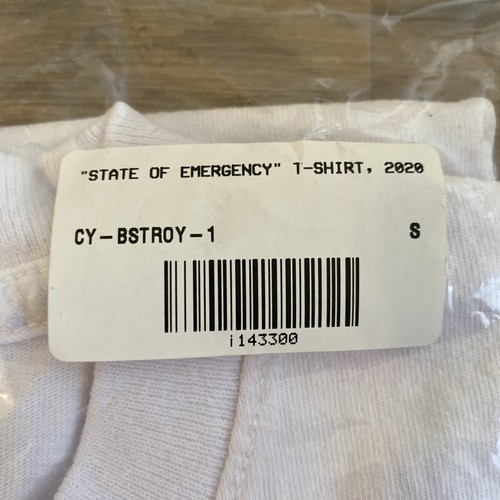 "STATE OF EMERGENCY" T-SHIRT, 2020
CY-BSTROY-1 S
i143300